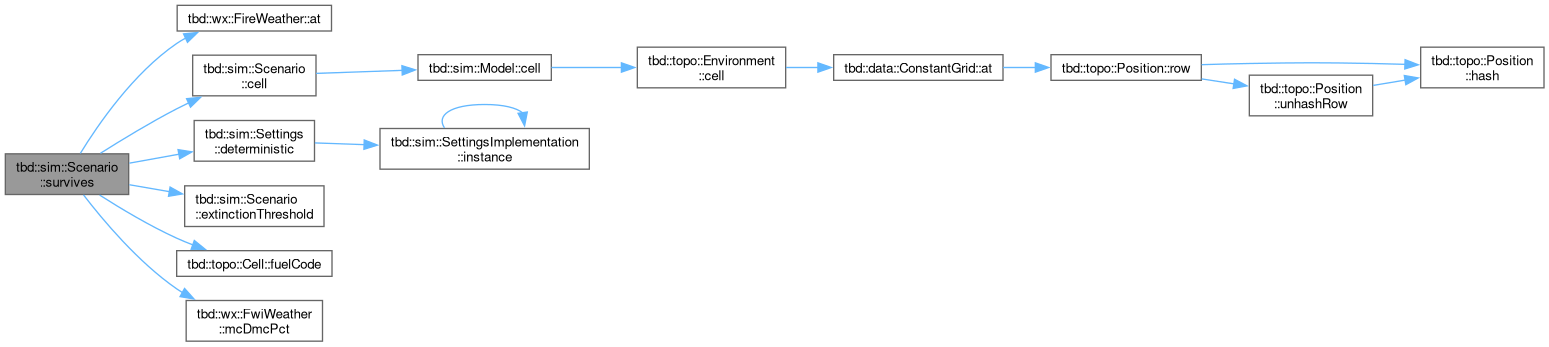 tbd::sim::Scenario
::survives
tbd::wx::FireWeather::at
tbd::sim::Scenario
::cell
tbd::sim::Model::cell
tbd::topo::Environment
::cell
tbd::data::ConstantGrid::at
tbd::topo::Position::row
tbd::topo::Position
::hash
tbd::topo::Position
::unhashRow
tbd::sim::Settings
::deterministic
tbd::sim::SettingsImplementation
::instance
tbd::sim::Scenario
::extinctionThreshold
tbd::topo::Cell::fuelCode
tbd::wx::FwiWeather
::mcDmcPct